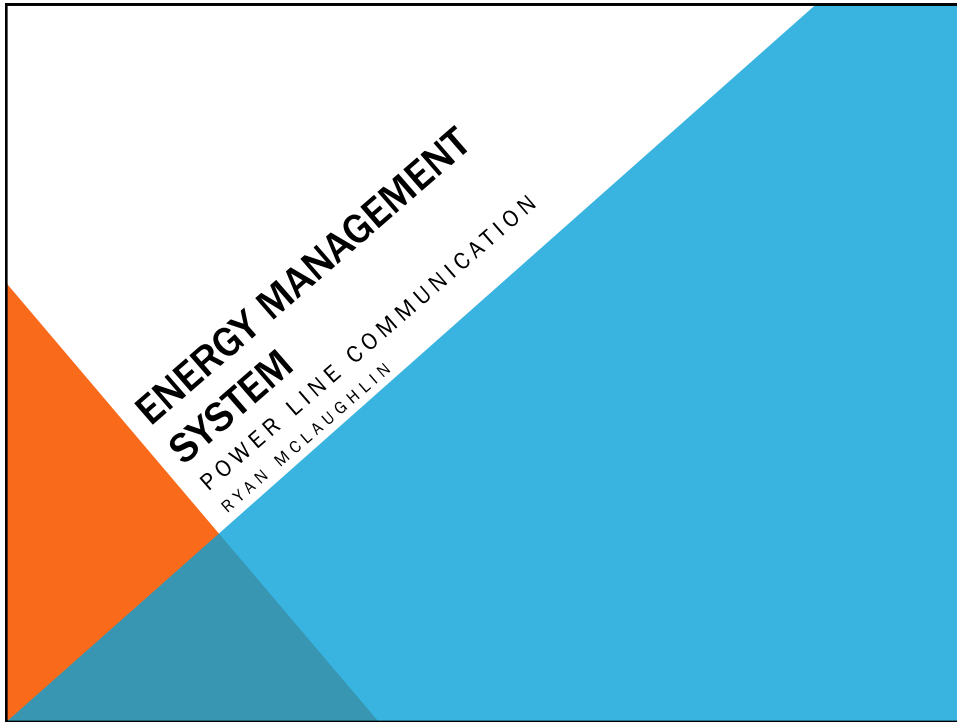 ENERGY MANAGEMENT
SYSTEM
POWER LINE COMMUNICATION
RYAN MCLAUGHLIN